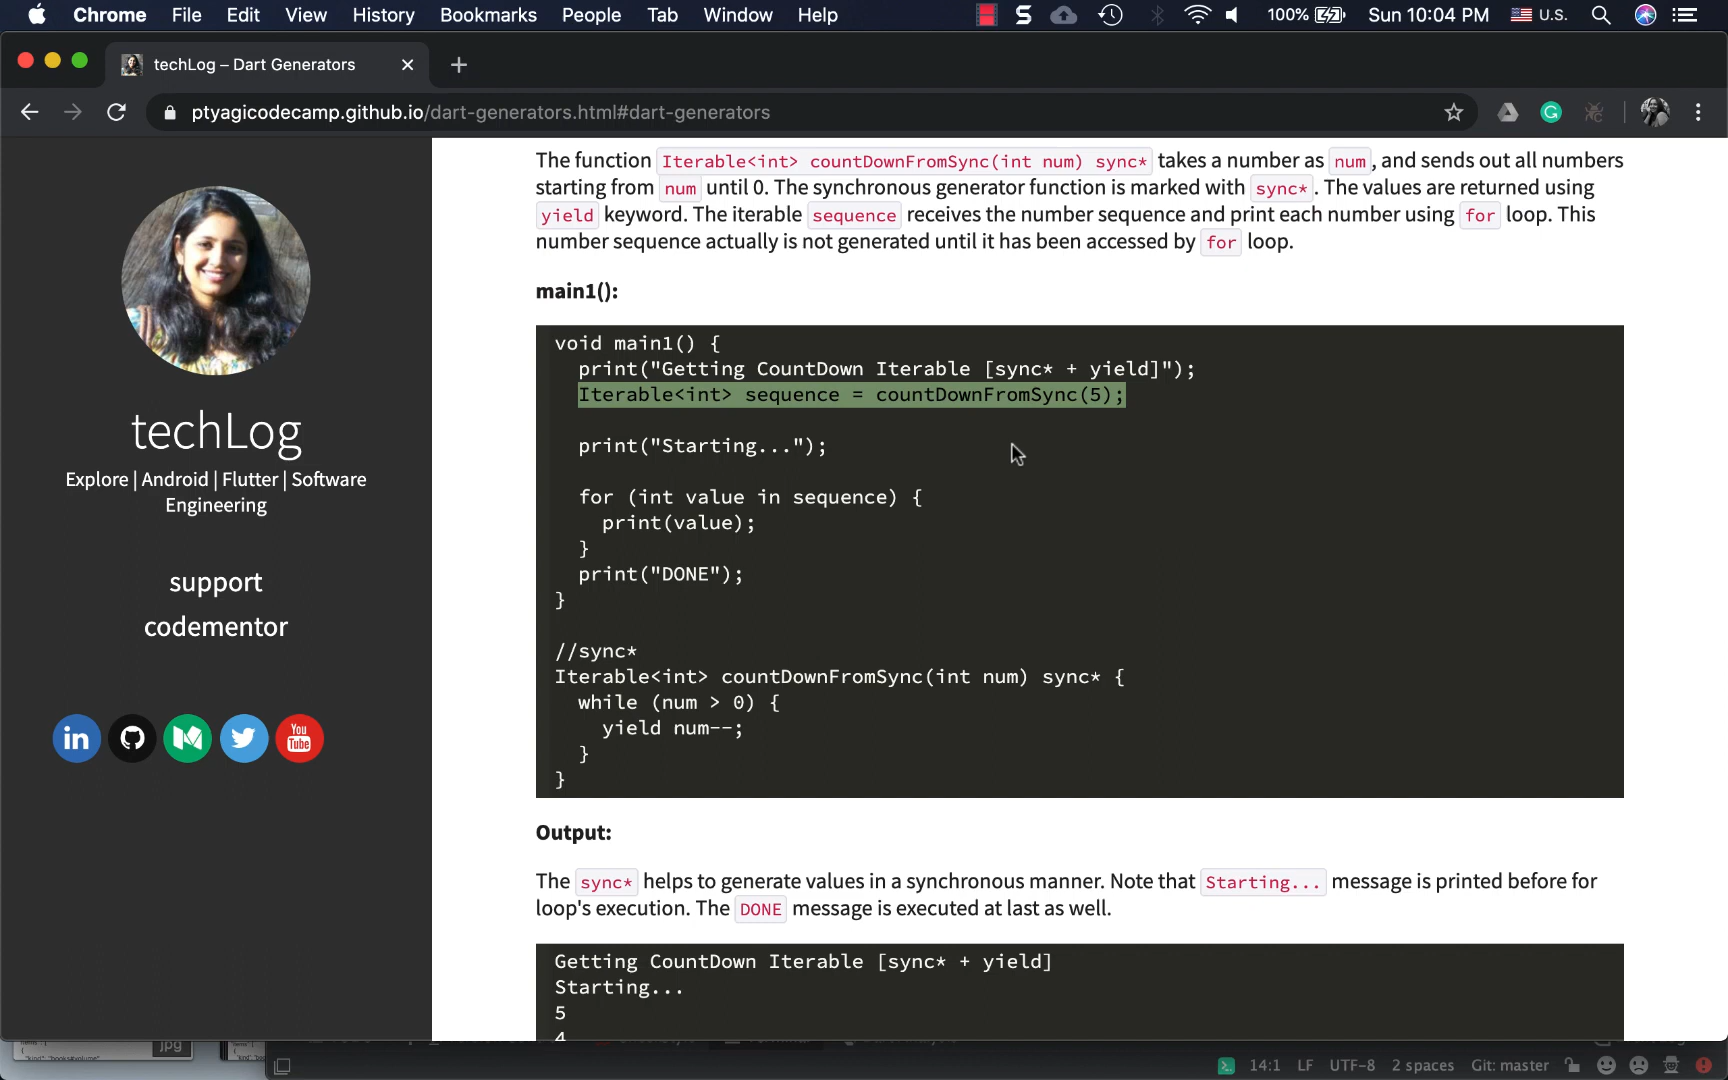 Chrome File Edit View History Bookmarks People Tab Window Help
100% Sun 10:04 PM U.S.
techLog – Dart Generators
ptyagicodecamp.github.io/dart-generators.html#dart-generators
techLog
Explore | Android | Flutter | Software
Engineering
support
codementor
in
You
Tube
The function Iterable<int> countDownFromSync(int num) sync* takes a number as num, and sends out all numbers
starting from num until 0. The synchronous generator function is marked with sync*. The values are returned using
yield keyword. The iterable sequence receives the number sequence and print each number using for loop. This
number sequence actually is not generated until it has been accessed by for loop.
main1():
void main1() {
print("Getting CountDown Iterable [sync* + yield]");
Iterable<int> sequence = countDownFromSync(5);
print("Starting...");
for (int value in sequence) {
print(value);
}
print("DONE");
}
//sync*
Iterable<int> countDownFromSync(int num) sync* {
while (num > 0) {
yield num--;
}
}
Output:
The sync* helps to generate values in a synchronous manner. Note that Starting... message is printed before for
loop's execution. The DONE message is executed at last as well.
Getting CountDown Iterable [sync* + yield]
Starting...
5
4
jpg
14:1 LF UTF-8 2 spaces Git: master